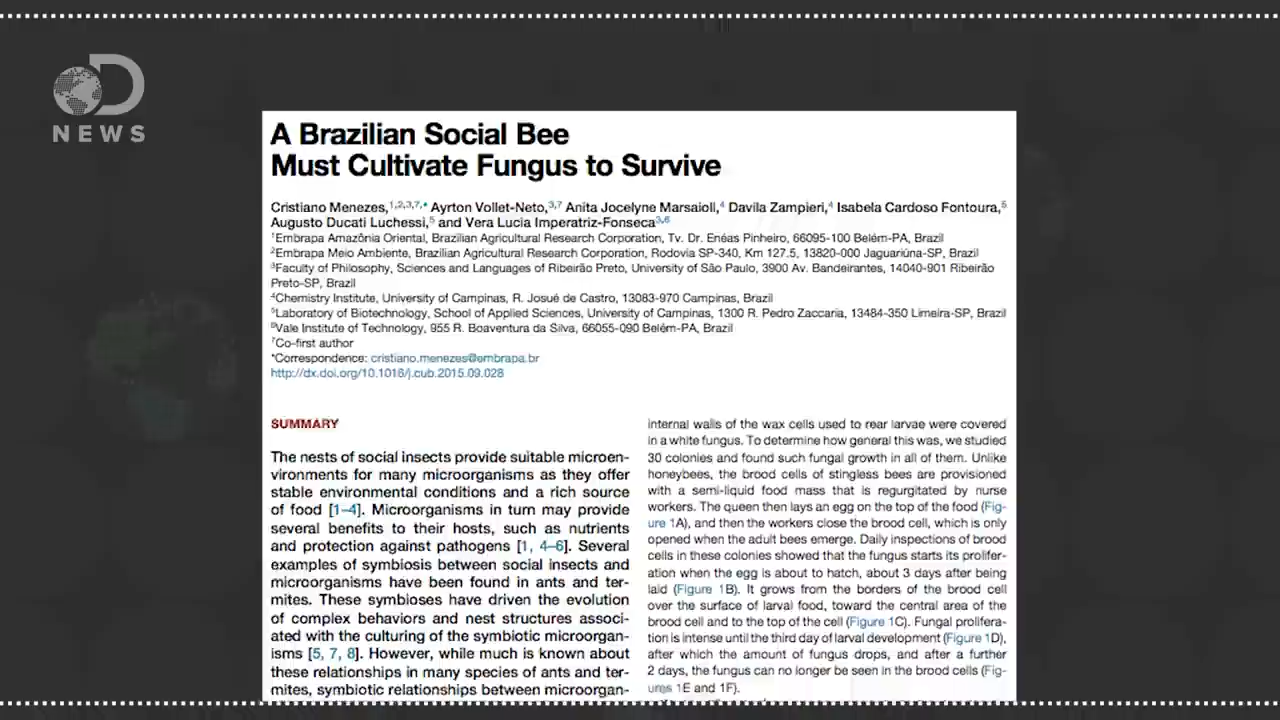 NEWS
A Brazilian Social Bee
Must Cultivate Fungus to Survive
Cristiano Menezes,1,2,3,7,* Ayrton Vollet-Neto,3,7 Anita Jocelyne Marsaioli,4 Davila Zampieri,4 Isabela Cardoso Fontoura,5
Augusto Ducati Luchessi,5 and Vera Lucia Imperatriz-Fonseca3,6
1Embrapa Amazônia Oriental, Brazilian Agricultural Research Corporation, Tv. Dr. Enéas Pinheiro, 66095-100 Belém-PA, Brazil
2Embrapa Meio Ambiente, Brazilian Agricultural Research Corporation, Rodovia SP-340, Km 127.5, 13820-000 Jaguariúna-SP, Brazil
3Faculty of Philosophy, Sciences and Languages of Ribeirão Preto, University of São Paulo, 3900 Av. Bandeirantes, 14040-901 Ribeirão
Preto-SP, Brazil
4Chemistry Institute, University of Campinas, R. Josué de Castro, 13083-970 Campinas, Brazil
5Laboratory of Biotechnology, School of Applied Sciences, University of Campinas, 1300 R. Pedro Zaccaria, 13484-350 Limeira-SP, Brazil
6Vale Institute of Technology, 955 R. Boaventura da Silva, 66055-090 Belém-PA, Brazil
7Co-first author
*Correspondence: cristiano.menezes@embrapa.br
http://dx.doi.org/10.1016/j.cub.2015.09.028
SUMMARY
The nests of social insects provide suitable microen-
vironments for many microorganisms as they offer
stable environmental conditions and a rich source
of food [1–4]. Microorganisms in turn may provide
several benefits to their hosts, such as nutrients
and protection against pathogens [1, 4–6]. Several
examples of symbiosis between social insects and
microorganisms have been found in ants and ter-
mites. These symbioses have driven the evolution
of complex behaviors and nest structures associ-
ated with the culturing of the symbiotic microorgan-
isms [5, 7, 8]. However, while much is known about
these relationships in many species of ants and ter-
mites, symbiotic relationships between microorgan-
internal walls of the wax cells used to rear larvae were covered
in a white fungus. To determine how general this was, we studied
30 colonies and found such fungal growth in all of them. Unlike
honeybees, the brood cells of stingless bees are provisioned
with a semi-liquid food mass that is regurgitated by nurse
workers. The queen then lays an egg on the top of the food (Fig-
ure 1A), and then the workers close the brood cell, which is only
opened when the adult bees emerge. Daily inspections of brood
cells in these colonies showed that the fungus starts its prolifer-
ation when the egg is about to hatch, about 3 days after being
laid (Figure 1B). It grows from the borders of the brood cell
over the surface of larval food, toward the central area of the
brood cell and to the top of the cell (Figure 1C). Fungal prolifera-
tion is intense until the third day of larval development (Figure 1D),
after which the amount of fungus drops, and after a further
2 days, the fungus can no longer be seen in the brood cells (Fig-
ures 1E and 1F).